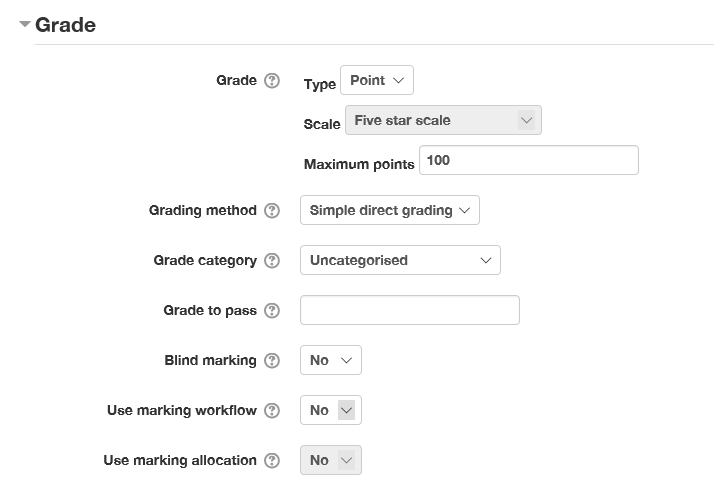 Grade
Grade Type Point
Scale Five star scale
Maximum points 100
Grading method Simple direct grading
Grade category Uncategorised
Grade to pass
Blind marking No
Use marking workflow No
Use marking allocation No